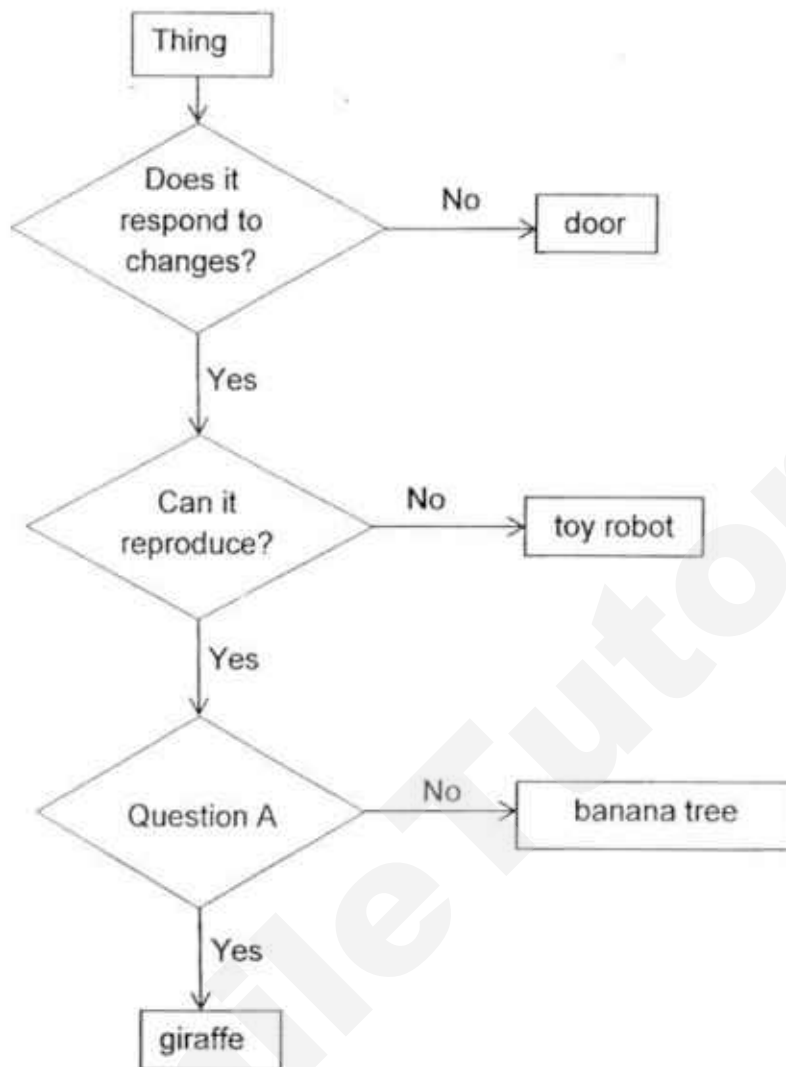 Thing
Does it
respond to
changes?
No
door
Yes
Can it
reproduce?
No
toy robot
Yes
Question A
No
banana tree
Yes
giraffe